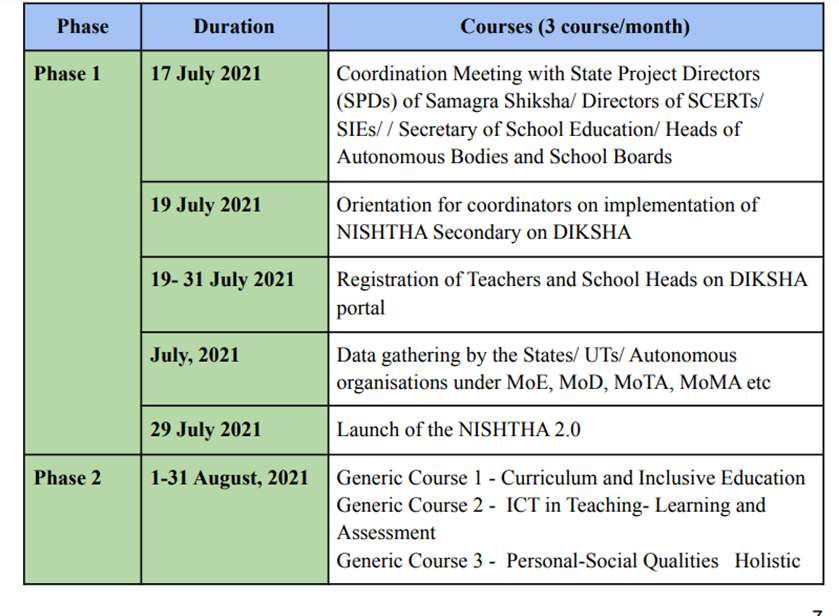 Phase Duration Courses (3 course/month)
Phase 1 17 July 2021 Coordination Meeting with State Project Directors
(SPDs) of Samagra Shiksha/ Directors of SCERTs/
SIEs/ / Secretary of School Education/ Heads of
Autonomous Bodies and School Boards
19 July 2021 Orientation for coordinators on implementation of
NISHTHA Secondary on DIKSHA
19- 31 July 2021 Registration of Teachers and School Heads on DIKSHA
portal
July, 2021 Data gathering by the States/ UTs/ Autonomous
organisations under MoE, MoD, MoTA, MoMA etc
29 July 2021 Launch of the NISHTHA 2.0
Phase 2 1-31 August, 2021 Generic Course 1 - Curriculum and Inclusive Education
Generic Course 2 - ICT in Teaching- Learning and
Assessment
Generic Course 3 - Personal-Social Qualities Holistic